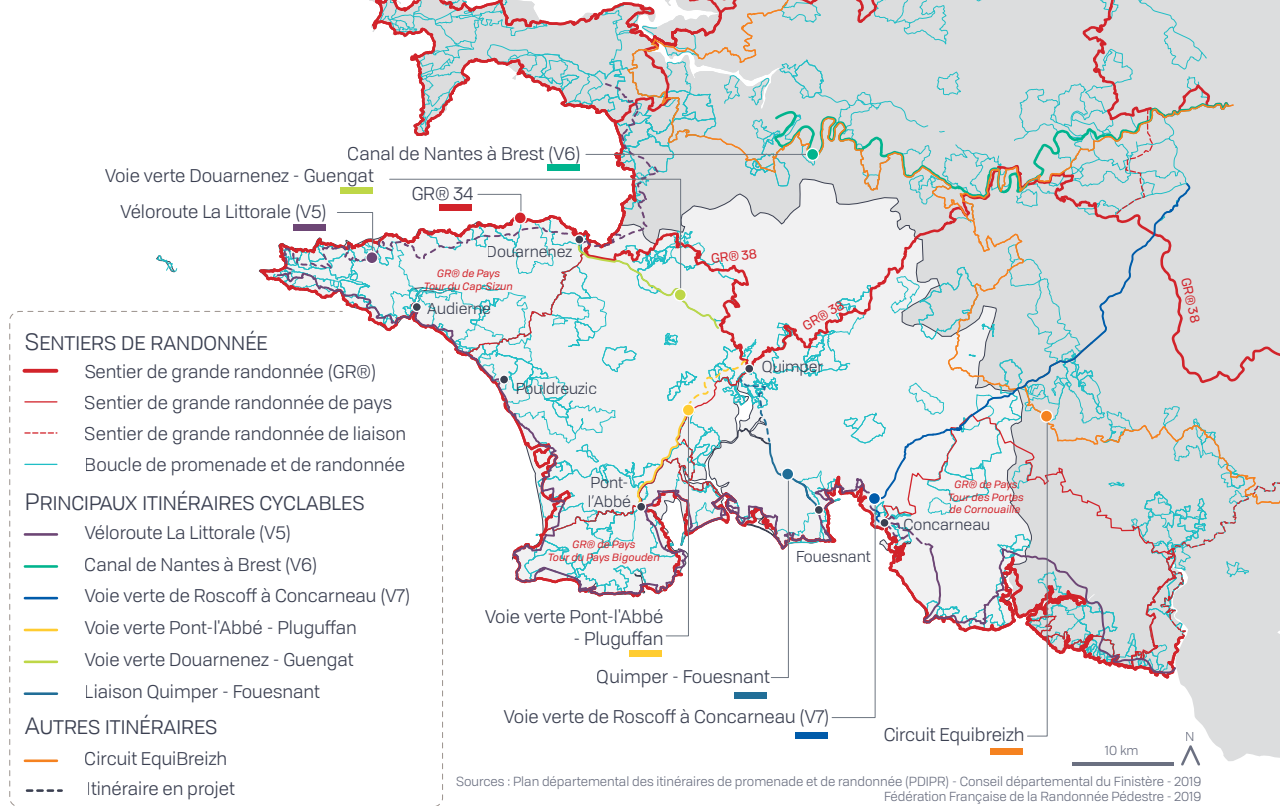 Canal de Nantes à Brest (V6)
Voie verte Douarnenez - Guengat
GR® 34
Véloroute La Littorale (V5)
Douarnenez
GR® 38
GR® de Pays
Tour du Cap-Sizun
Audierne
GR® 38
GR® 38
Quimper
Pouldreuzic
Pont-
l'Abbé
GR® de Pays
Tour des Portes
de Cornouaille
Concarneau
GR® de Pays
Tour du Pays Bigouden
Fouesnant
Voie verte Pont-l'Abbé
- Pluguffan
Quimper - Fouesnant
Voie verte de Roscoff à Concarneau (V7)
Circuit Equibreizh
10 km
N
SENTIERS DE RANDONNÉE
Sentier de grande randonnée (GR®)
Sentier de grande randonnée de pays
Sentier de grande randonnée de liaison
Boucle de promenade et de randonnée
PRINCIPAUX ITINÉRAIRES CYCLABLES
Véloroute La Littorale (V5)
Canal de Nantes à Brest (V6)
Voie verte de Roscoff à Concarneau (V7)
Voie verte Pont-l'Abbé - Pluguffan
Voie verte Douarnenez - Guengat
Liaison Quimper - Fouesnant
AUTRES ITINÉRAIRES
Circuit EquiBreizh
Itinéraire en projet
Sources : Plan départemental des itinéraires de promenade et de randonnée (PDIPR) - Conseil départemental du Finistère - 2019
Fédération Française de la Randonnée Pédestre - 2019